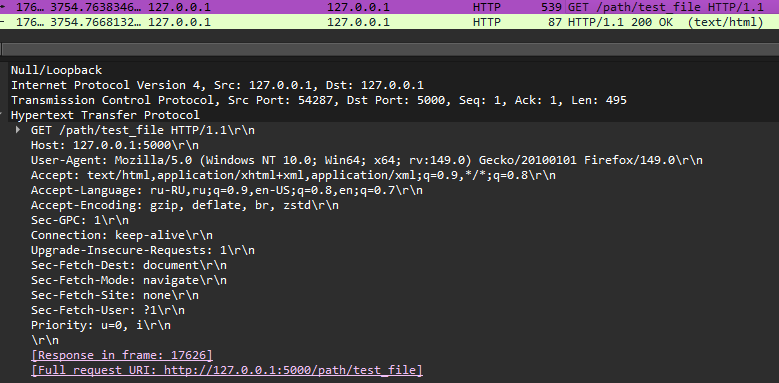 176… 3754.7638346… 127.0.0.1 127.0.0.1 HTTP 539 GET /path/test_file HTTP/1.1
176… 3754.7668132… 127.0.0.1 127.0.0.1 HTTP 87 HTTP/1.1 200 OK (text/html)
Null/Loopback
Internet Protocol Version 4, Src: 127.0.0.1, Dst: 127.0.0.1
Transmission Control Protocol, Src Port: 54287, Dst Port: 5000, Seq: 1, Ack: 1, Len: 495
Hypertext Transfer Protocol
GET /path/test_file HTTP/1.1\r\n
Host: 127.0.0.1:5000\r\n
User-Agent: Mozilla/5.0 (Windows NT 10.0; Win64; x64; rv:149.0) Gecko/20100101 Firefox/149.0\r\n
Accept: text/html,application/xhtml+xml,application/xml;q=0.9,*/*;q=0.8\r\n
Accept-Language: ru-RU,ru;q=0.9,en-US;q=0.8,en;q=0.7\r\n
Accept-Encoding: gzip, deflate, br, zstd\r\n
Sec-GPC: 1\r\n
Connection: keep-alive\r\n
Upgrade-Insecure-Requests: 1\r\n
Sec-Fetch-Dest: document\r\n
Sec-Fetch-Mode: navigate\r\n
Sec-Fetch-Site: none\r\n
Sec-Fetch-User: ?1\r\n
Priority: u=0, i\r\n
\r\n
[Response in frame: 17626]
[Full request URI: http://127.0.0.1:5000/path/test_file]